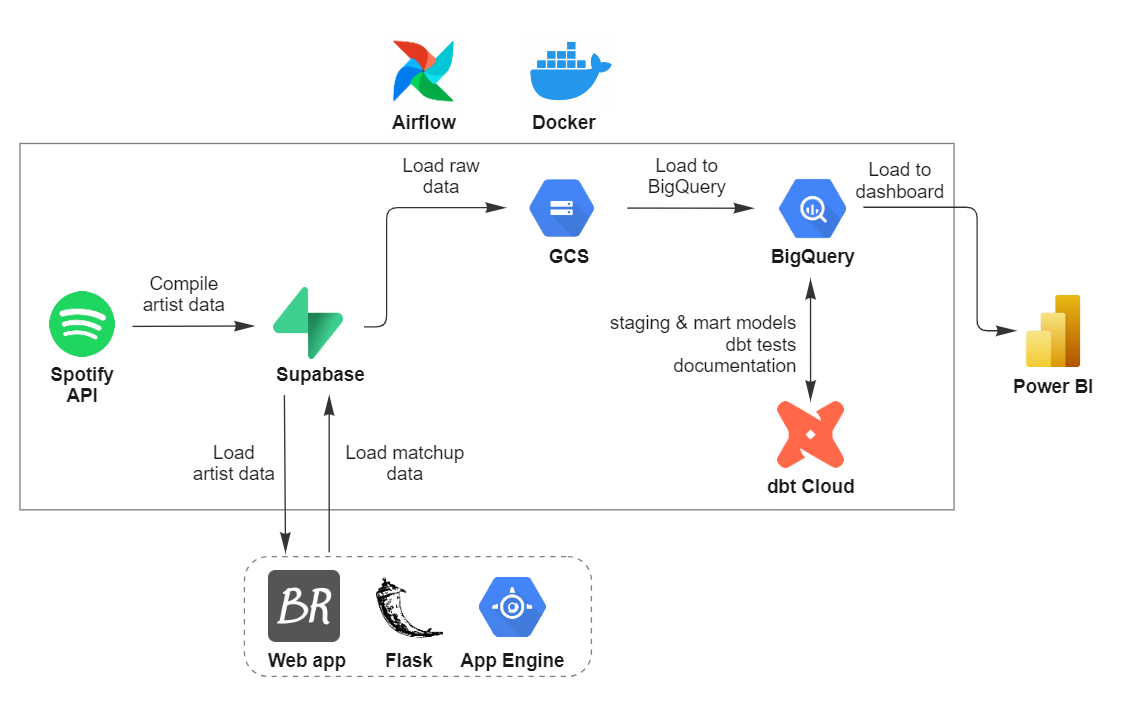 Airflow
Docker
Load raw
data
Load to
BigQuery
Load to
dashboard
GCS
BigQuery
Compile
artist data
Spotify
API
Supabase
staging & mart models
dbt tests
documentation
Power BI
Load
artist data
Load matchup
data
dbt Cloud
BR
Web app
Flask
App Engine